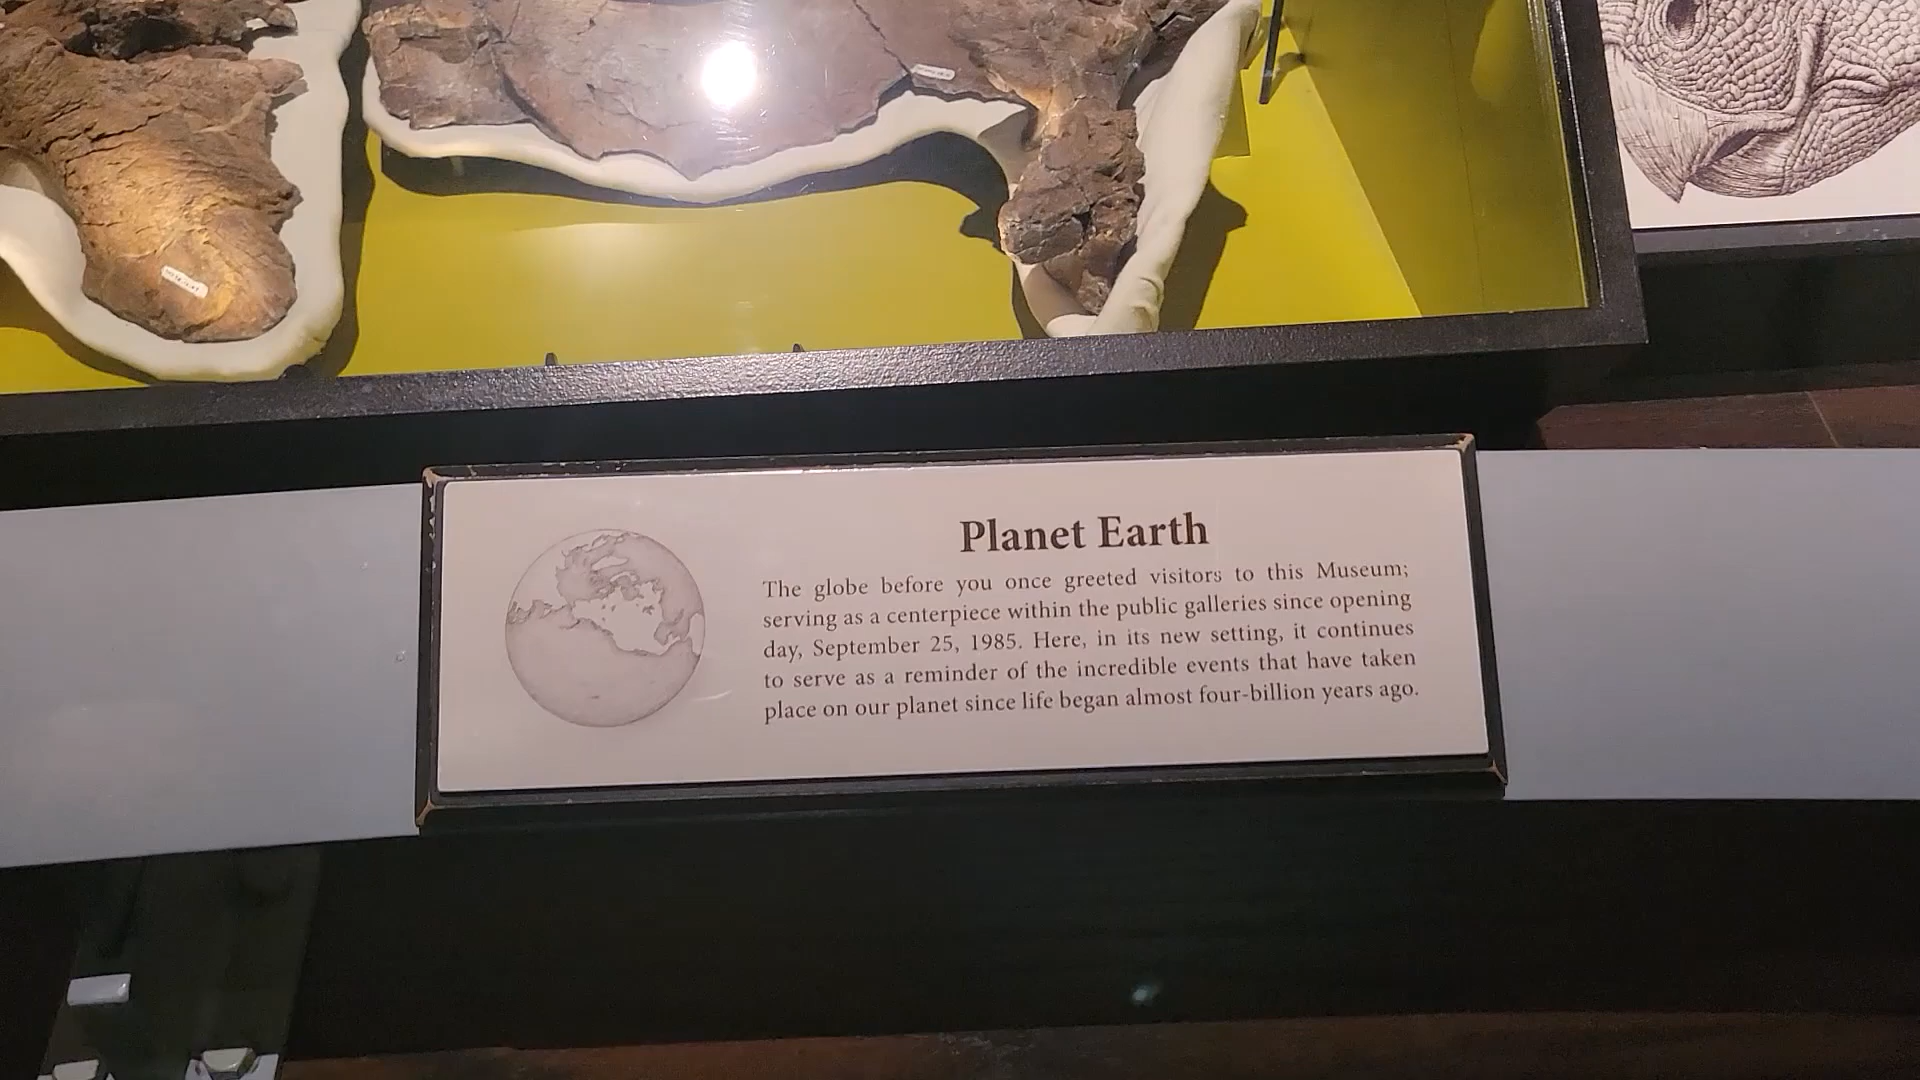 Planet Earth
The globe before you once greeted visitors to this Museum;
serving as a centerpiece within the public galleries since opening
day, September 25, 1985. Here, in its new setting, it continues
to serve as a reminder of the incredible events that have taken
place on our planet since life began almost four-billion years ago.